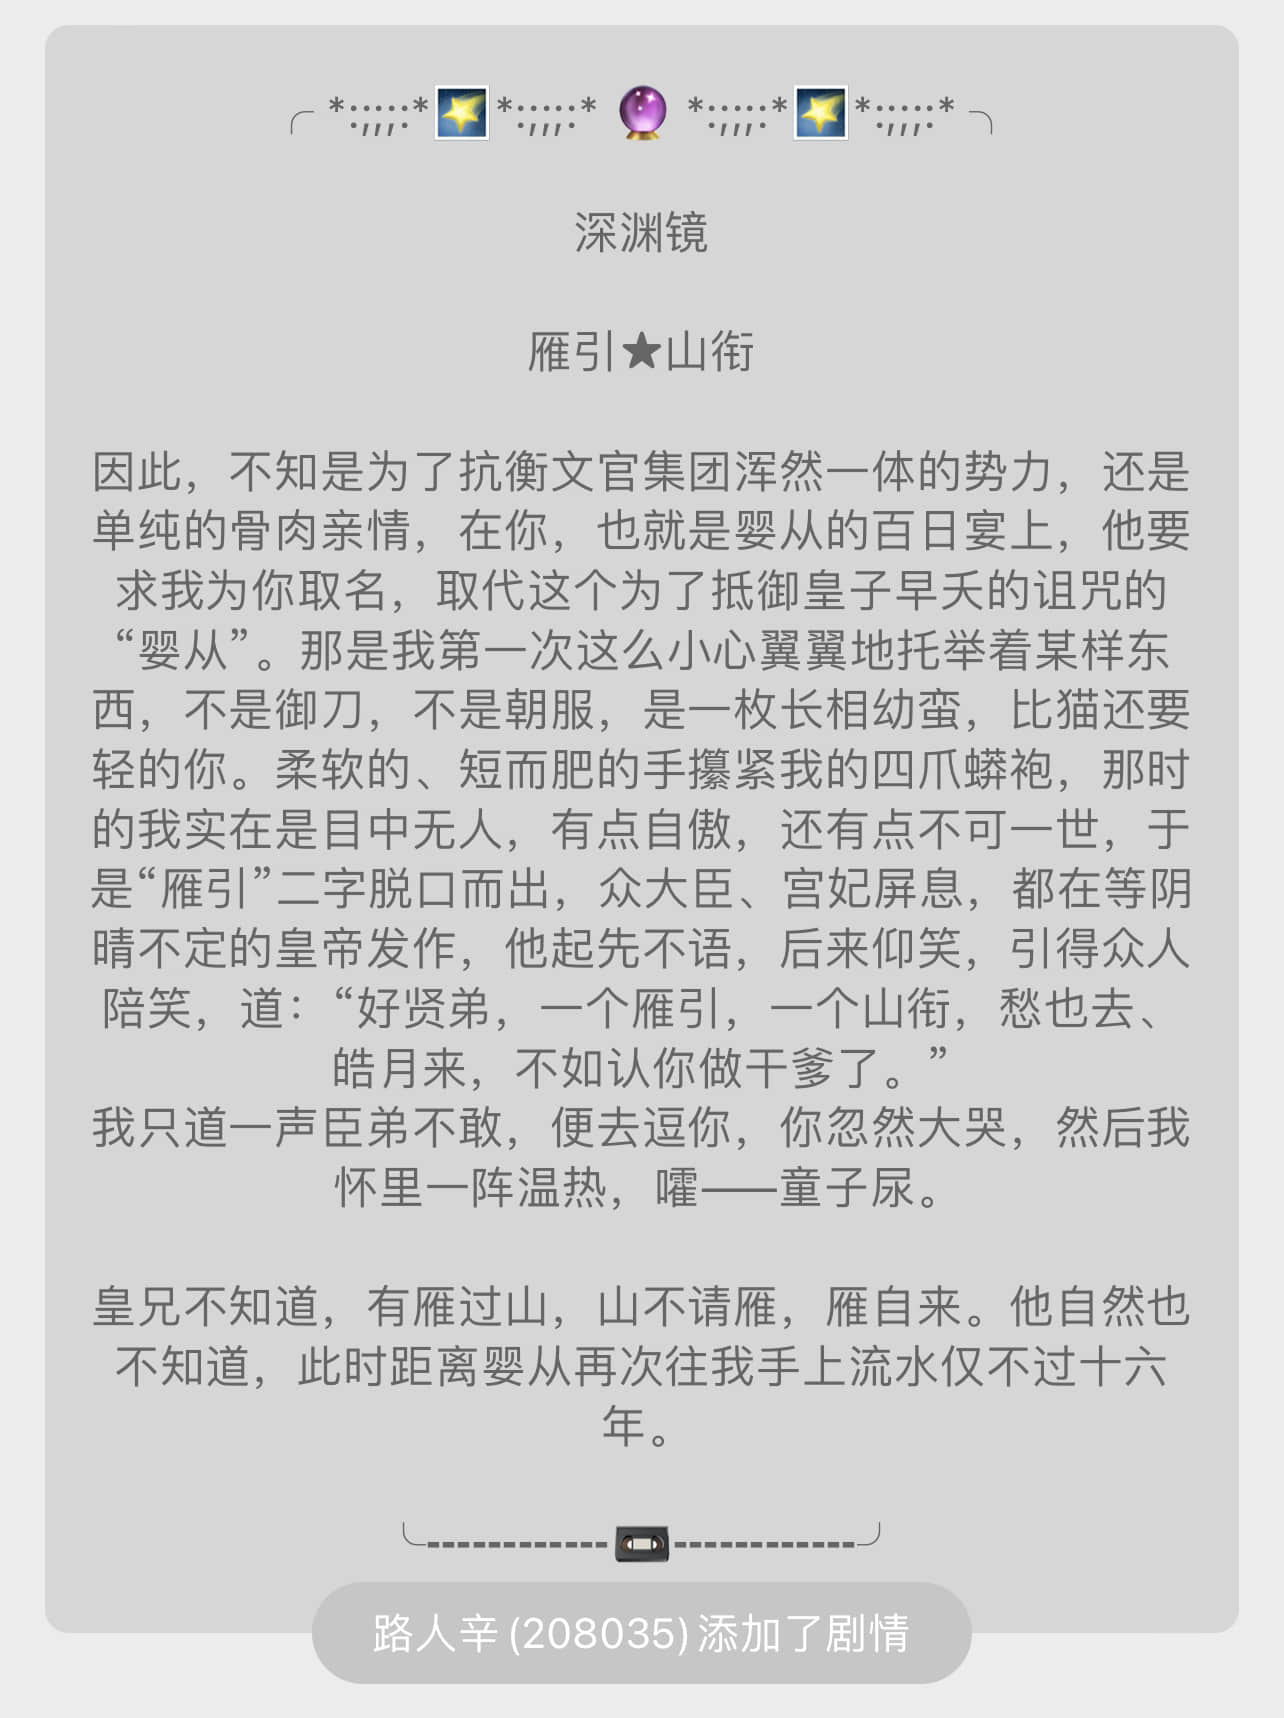 ╭ *:;,;,;:*🌠*:;,;,;:* 🔮 *:;,;,;:*🌠*:;,;,;:* ╮
深渊镜
雁引★山衔
因此，不知是为了抗衡文官集团浑然一体的势力，还是
单纯的骨肉亲情，在你，也就是婴从的百日宴上，他要
求我为你取名，取代这个为了抵御皇子早夭的诅咒的
“婴从”。那是我第一次这么小心翼翼地托举着某样东
西，不是御刀，不是朝服，是一枚长相幼蛮，比猫还要
轻的你。柔软的、短而肥的手攥紧我的四爪蟒袍，那时
的我实在是目中无人，有点自傲，还有点不可一世，于
是“雁引”二字脱口而出，众大臣、宫妃屏息，都在等阴
晴不定的皇帝发作，他起先不语，后来仰笑，引得众人
陪笑，道：“好贤弟，一个雁引，一个山衔，愁也去、
皓月来，不如认你做干爹了。”
我只道一声臣弟不敢，便去逗你，你忽然大哭，然后我
怀里一阵温热，嚯——童子尿。
皇兄不知道，有雁过山，山不请雁，雁自来。他自然也
不知道，此时距离婴从再次往我手上流水仅不过十六
年。
╰------------ 📼 ------------╯
路人辛(208035)添加了剧情